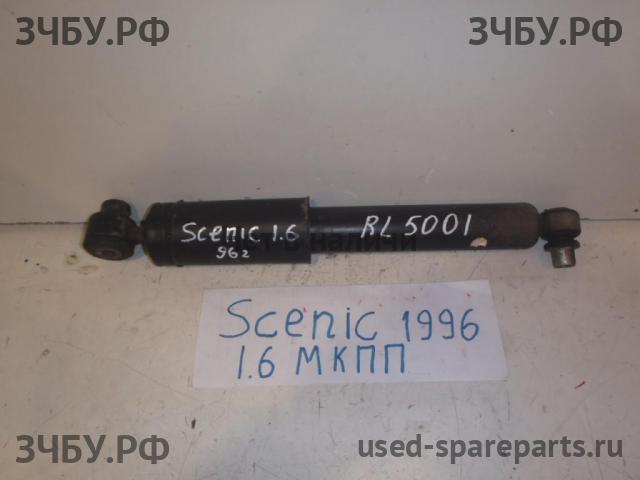 ЗЧБУ.РФ
ЗЧБУ.РФ
Scenic 1.6
96г
RL 5001
Scenic 1996
1.6 МКПП
ЗЧБУ.РФ
used-spareparts.ru